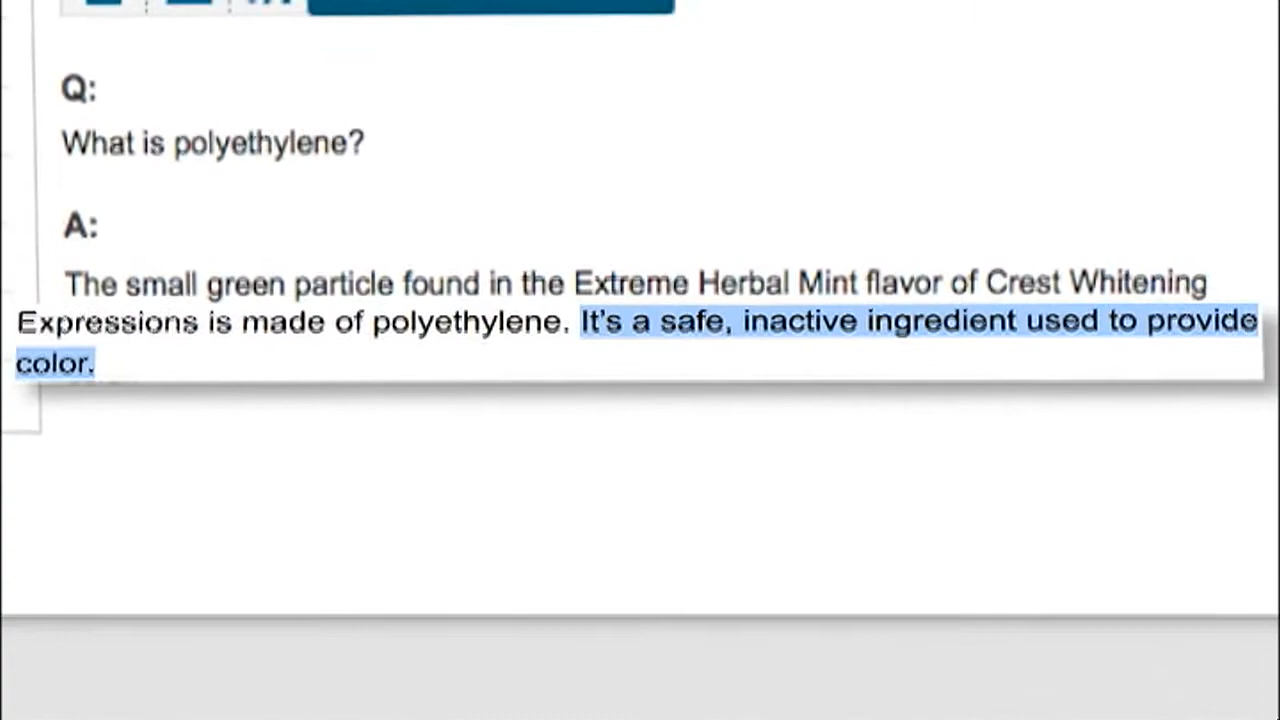 Q:
What is polyethylene?
A:
The small green particle found in the Extreme Herbal Mint flavor of Crest Whitening
Expressions is made of polyethylene. It's a safe, inactive ingredient used to provide
color.